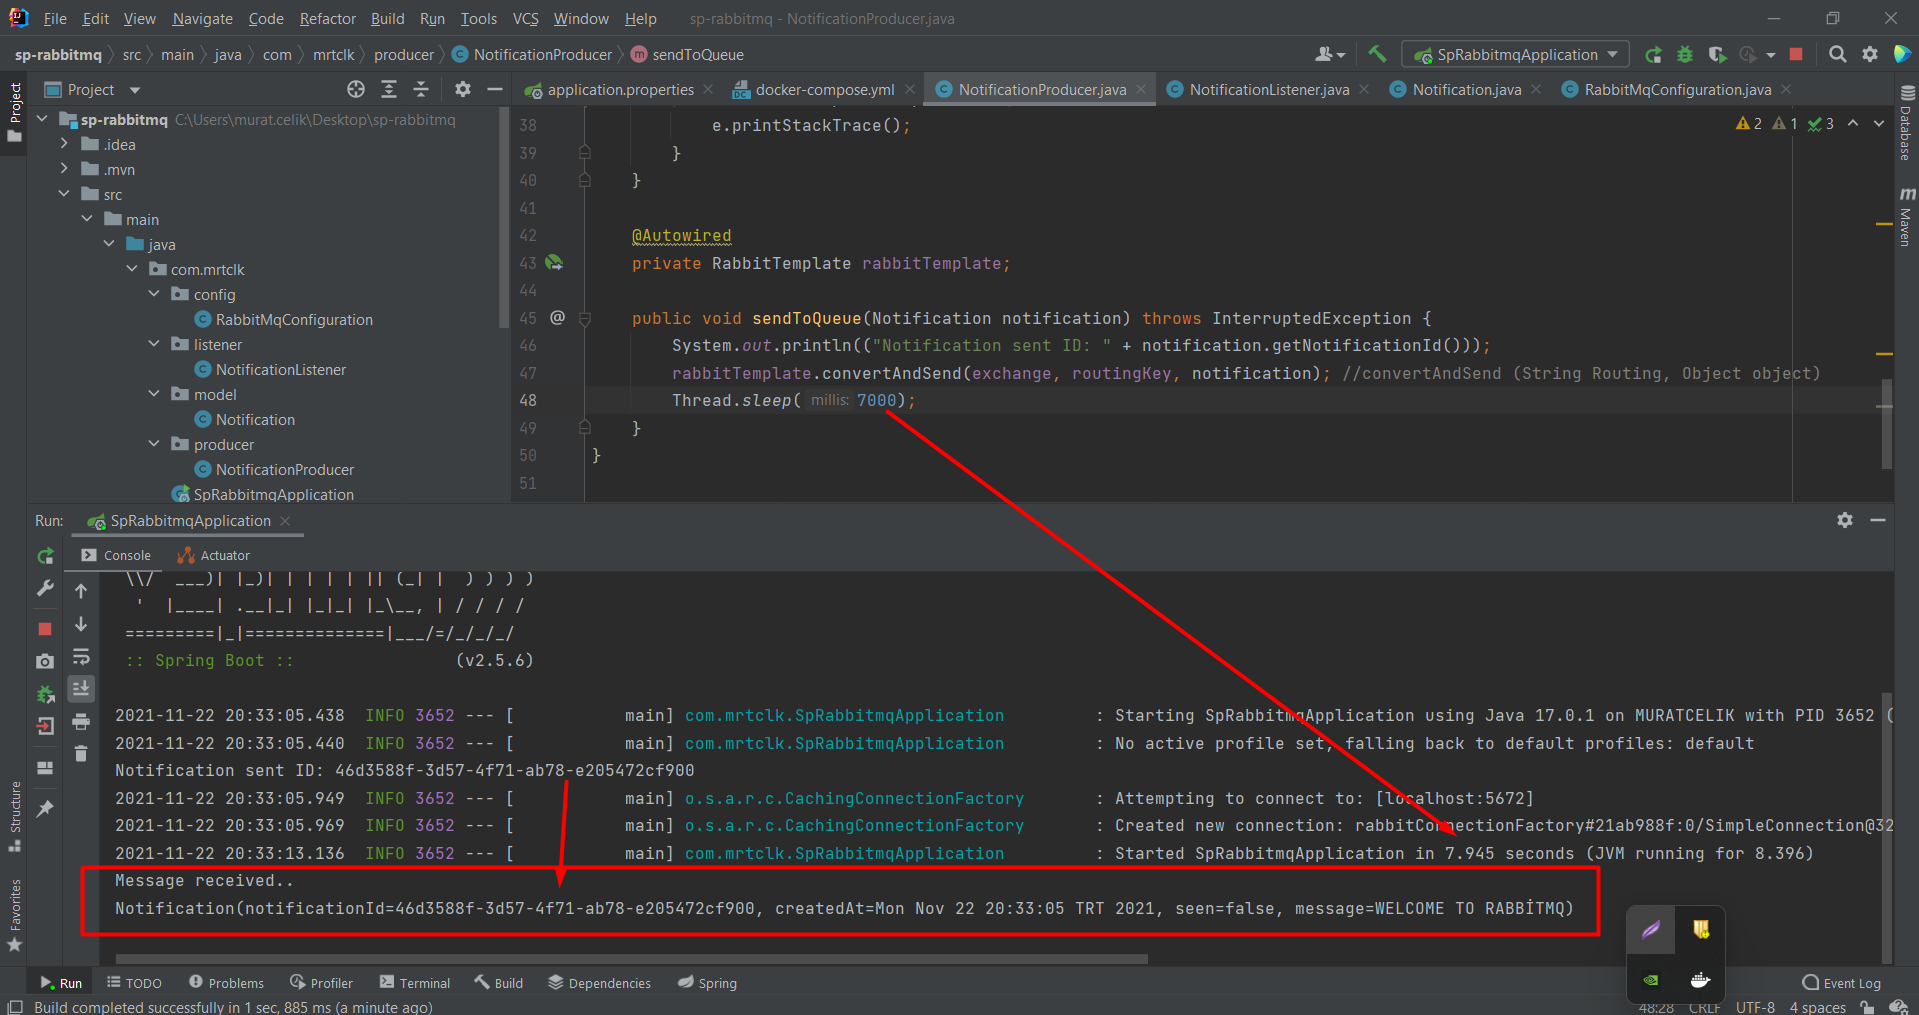 File Edit View Navigate Code Refactor Build Run Tools VCS Window Help sp-rabbitmq - NotificationProducer.java
sp-rabbitmq src main java com mrtclk producer NotificationProducer sendToQueue SpRabbitmqApplication
Project
application.properties docker-compose.yml NotificationProducer.java NotificationListener.java Notification.java RabbitMqConfiguration.java
Project
sp-rabbitmq C:\Users\murat.celik\Desktop\sp-rabbitmq
.idea
.mvn
src
main
java
com.mrtclk
config
RabbitMqConfiguration
listener
NotificationListener
model
Notification
producer
NotificationProducer
SpRabbitmqApplication
2 1 3
38 e.printStackTrace();
39 }
40 }
41
42 @Autowired
43 private RabbitTemplate rabbitTemplate;
44
45 public void sendToQueue(Notification notification) throws InterruptedException {
46 System.out.println(("Notification sent ID: " + notification.getNotificationId()));
47 rabbitTemplate.convertAndSend(exchange, routingKey, notification); //convertAndSend (String Routing, Object object)
48 Thread.sleep( millis: 7000);
49 }
50 }
51
Database
Maven
Run: SpRabbitmqApplication
Console Actuator
\\/  ___)| |_)| | | | | || (_| |  ) ) ) )
'  |____| .__|_| |_|_| |_\__, | / / / /
=========|_|==============|___/=/_/_/_/
:: Spring Boot :: (v2.5.6)
2021-11-22 20:33:05.438 INFO 3652 --- [ main] com.mrtclk.SpRabbitmqApplication : Starting SpRabbitmqApplication using Java 17.0.1 on MURATCELIK with PID 3652 (
2021-11-22 20:33:05.440 INFO 3652 --- [ main] com.mrtclk.SpRabbitmqApplication : No active profile set, falling back to default profiles: default
Notification sent ID: 46d3588f-3d57-4f71-ab78-e205472cf900
2021-11-22 20:33:05.949 INFO 3652 --- [ main] o.s.a.r.c.CachingConnectionFactory : Attempting to connect to: [localhost:5672]
2021-11-22 20:33:05.969 INFO 3652 --- [ main] o.s.a.r.c.CachingConnectionFactory : Created new connection: rabbitConnectionFactory#21ab988f:0/SimpleConnection@32
2021-11-22 20:33:13.136 INFO 3652 --- [ main] com.mrtclk.SpRabbitmqApplication : Started SpRabbitmqApplication in 7.945 seconds (JVM running for 8.396)
Message received..
Notification(notificationId=46d3588f-3d57-4f71-ab78-e205472cf900, createdAt=Mon Nov 22 20:33:05 TRT 2021, seen=false, message=WELCOME TO RABBİTMQ)
Structure
Favorites
Run TODO Problems Profiler Terminal Build Dependencies Spring Event Log
Build completed successfully in 1 sec, 885 ms (a minute ago) 48:28 CRLF UTF-8 4 spaces